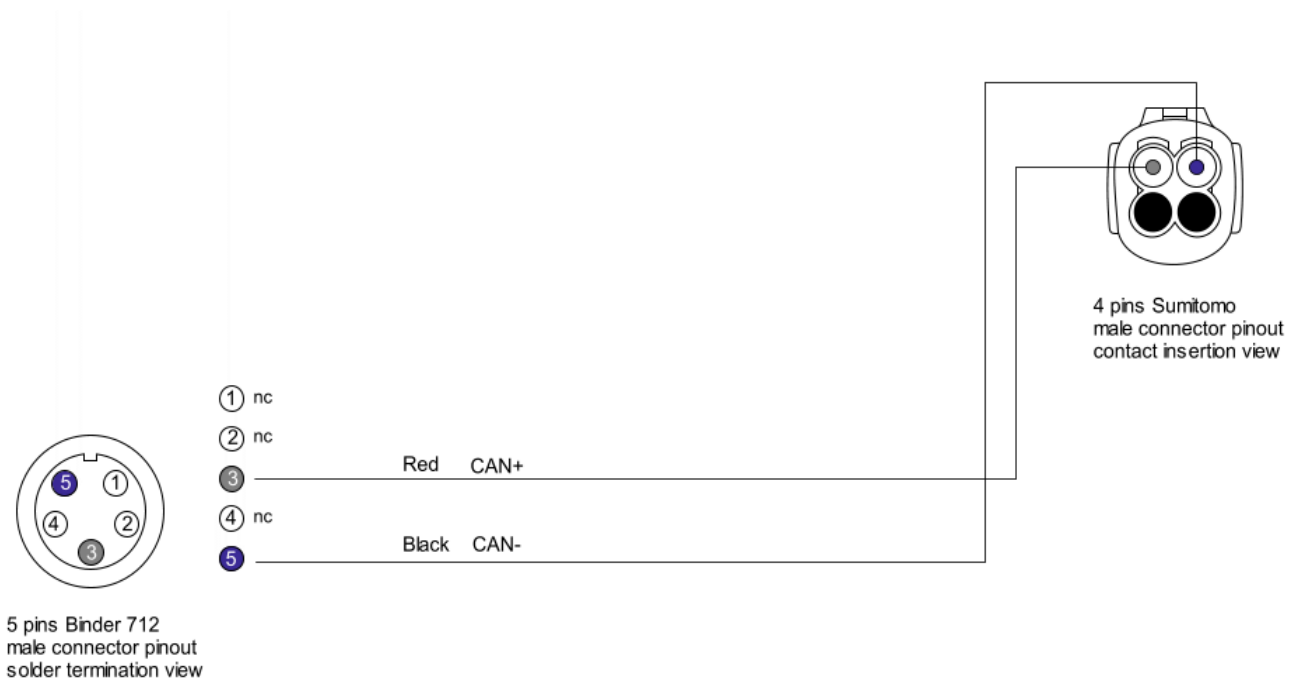 4 pins Sumitomo
male connector pinout
contact insertion view
1 nc
2 nc
Red CAN+
3
4 nc
Black CAN-
5
5 1
4 2
3
5 pins Binder 712
male connector pinout
solder termination view